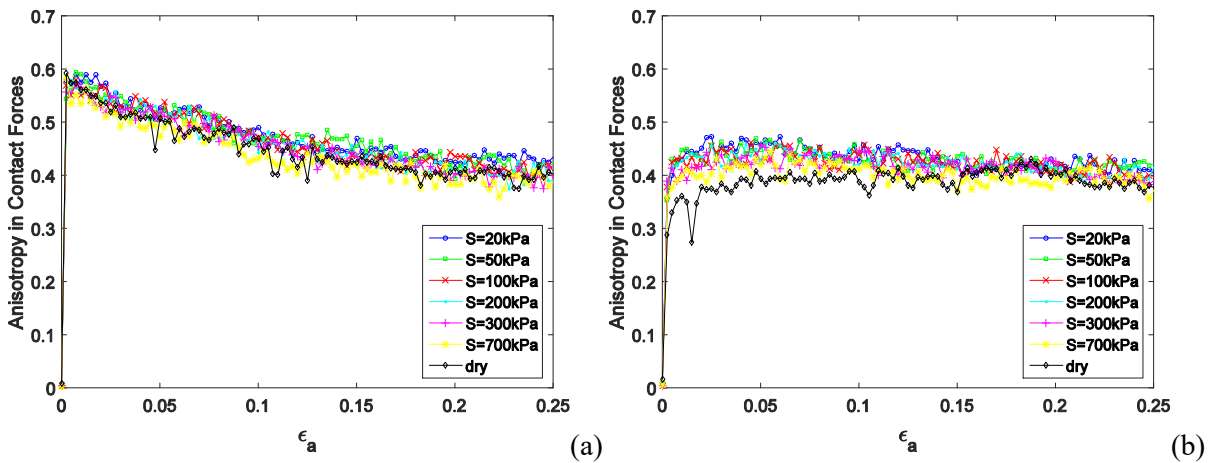 0.7
0.6
0.5
0.4
0.3
0.2
0.1
0
Anisotropy in Contact Forces
S=20kPa
S=50kPa
S=100kPa
S=200kPa
S=300kPa
S=700kPa
dry
0 0.05 0.1 0.15 0.2 0.25
ϵa
(a)
0.7
0.6
0.5
0.4
0.3
0.2
0.1
0
Anisotropy in Contact Forces
S=20kPa
S=50kPa
S=100kPa
S=200kPa
S=300kPa
S=700kPa
dry
0 0.05 0.1 0.15 0.2 0.25
ϵa
(b)